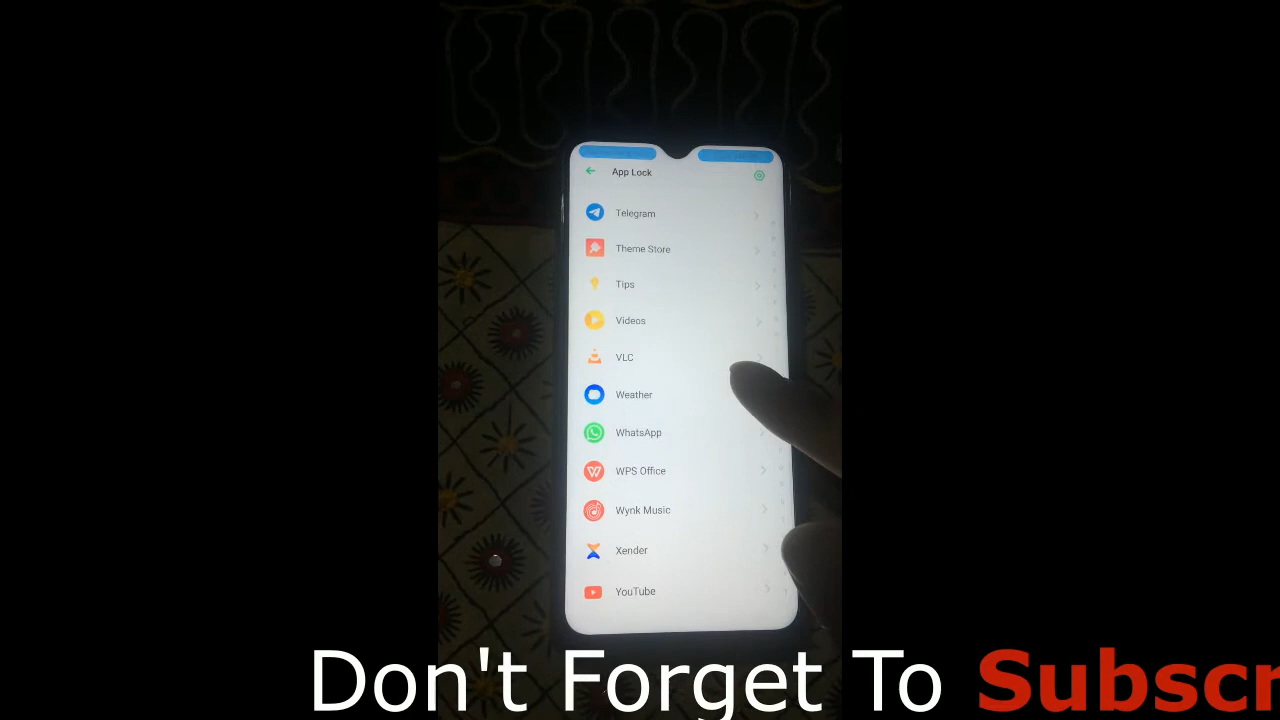 App Lock
Telegram
Theme Store
Tips
Videos
VLC
Weather
WhatsApp
WPS Office
Wynk Music
Xender
YouTube
Don't Forget To Subscr